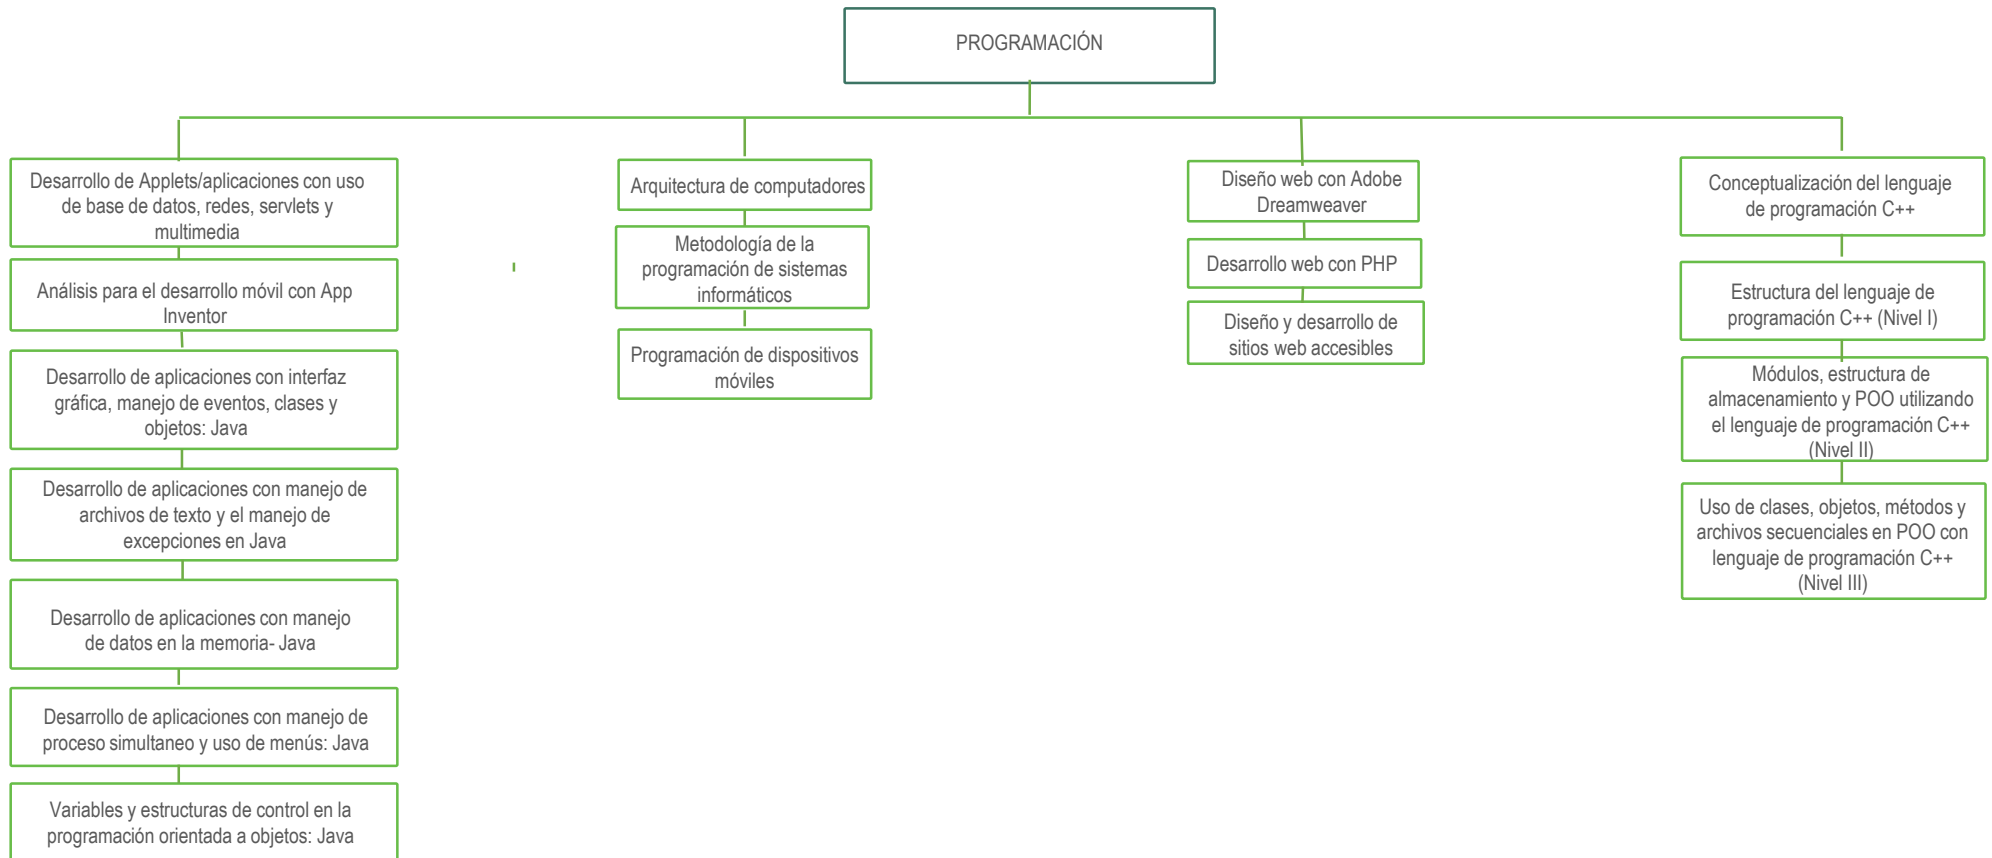 PROGRAMACIÓN
Desarrollo de Applets/aplicaciones con uso
de base de datos, redes, servlets y
multimedia
Análisis para el desarrollo móvil con App
Inventor
Desarrollo de aplicaciones con interfaz
gráfica, manejo de eventos, clases y
objetos: Java
Desarrollo de aplicaciones con manejo de
archivos de texto y el manejo de
excepciones en Java
Desarrollo de aplicaciones con manejo
de datos en la memoria- Java
Desarrollo de aplicaciones con manejo de
proceso simultaneo y uso de menús: Java
Variables y estructuras de control en la
programación orientada a objetos: Java
Arquitectura de computadores
Metodología de la
programación de sistemas
informáticos
Programación de dispositivos
móviles
Diseño web con Adobe
Dreamweaver
Desarrollo web con PHP
Diseño y desarrollo de
sitios web accesibles
Conceptualización del lenguaje
de programación C++
Estructura del lenguaje de
programación C++ (Nivel I)
Módulos, estructura de
almacenamiento y POO utilizando
el lenguaje de programación C++
(Nivel II)
Uso de clases, objetos, métodos y
archivos secuenciales en POO con
lenguaje de programación C++
(Nivel III)